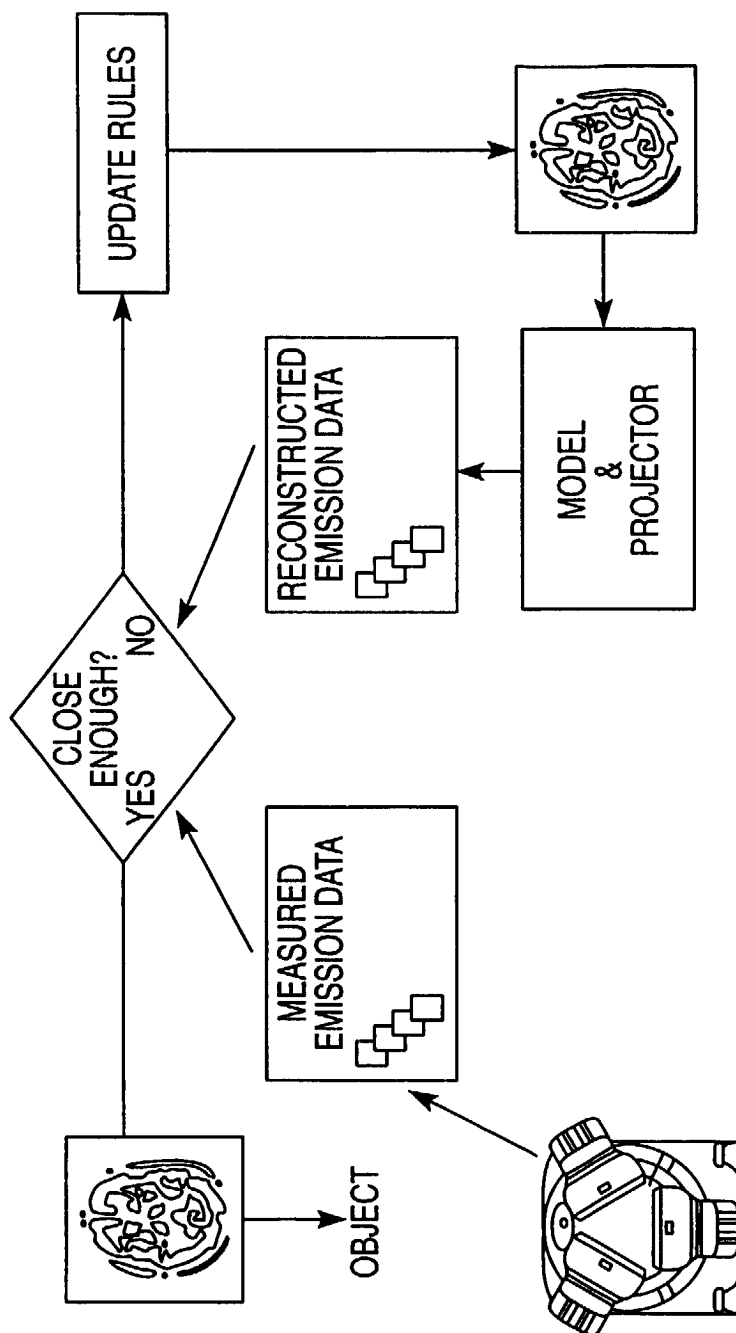 OBJECT
MEASURED
EMISSION DATA
CLOSE
ENOUGH?
YES
NO
RECONSTRUCTED
EMISSION DATA
UPDATE RULES
MODEL
&
PROJECTOR